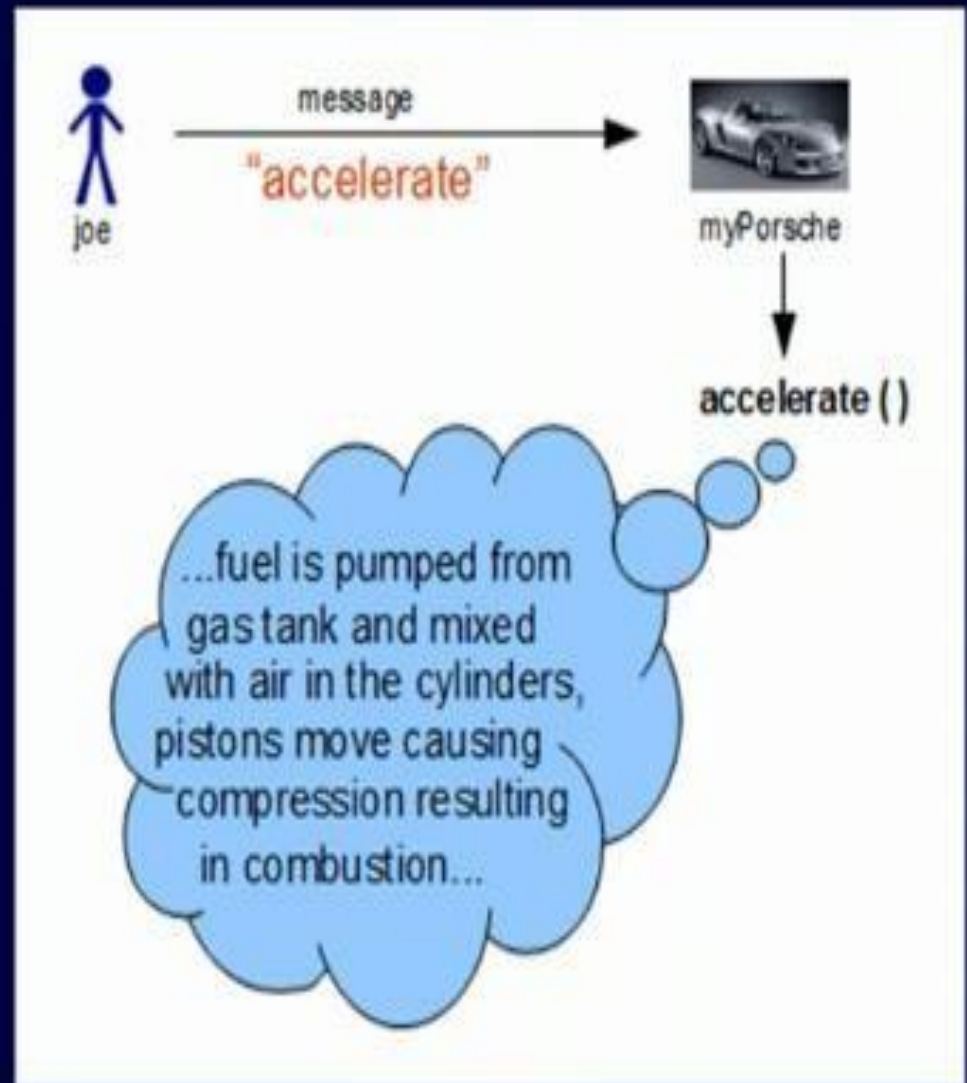 message
"accelerate"
joe
myPorsche
accelerate ()
...fuel is pumped from
gas tank and mixed
with air in the cylinders,
pistons move causing
compression resulting
in combustion...